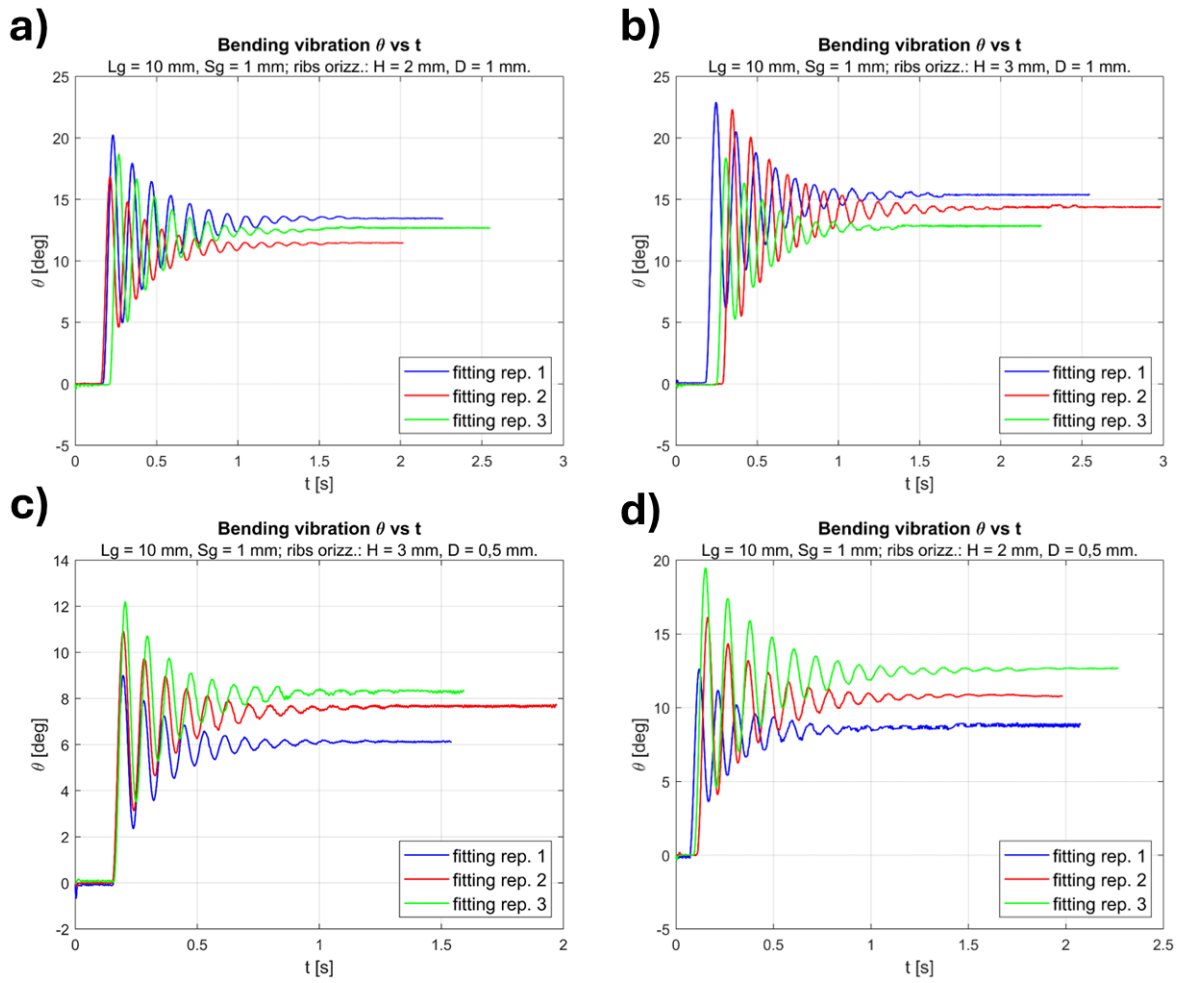 a)
Bending vibration θ vs t
Lg = 10 mm, Sg = 1 mm; ribs orizz.: H = 2 mm, D = 1 mm.
25
20
15
10
5
0
-5
θ [deg]
fitting rep. 1
fitting rep. 2
fitting rep. 3
0 0.5 1 1.5 2 2.5 3
t [s]
b)
Bending vibration θ vs t
Lg = 10 mm, Sg = 1 mm; ribs orizz.: H = 3 mm, D = 1 mm.
25
20
15
10
5
0
-5
θ [deg]
fitting rep. 1
fitting rep. 2
fitting rep. 3
0 0.5 1 1.5 2 2.5 3
t [s]
c)
Bending vibration θ vs t
Lg = 10 mm, Sg = 1 mm; ribs orizz.: H = 3 mm, D = 0,5 mm.
14
12
10
8
6
4
2
0
-2
θ [deg]
fitting rep. 1
fitting rep. 2
fitting rep. 3
0 0.5 1 1.5 2
t [s]
d)
Bending vibration θ vs t
Lg = 10 mm, Sg = 1 mm; ribs orizz.: H = 2 mm, D = 0,5 mm.
20
15
10
5
0
-5
θ [deg]
fitting rep. 1
fitting rep. 2
fitting rep. 3
0 0.5 1 1.5 2 2.5
t [s]